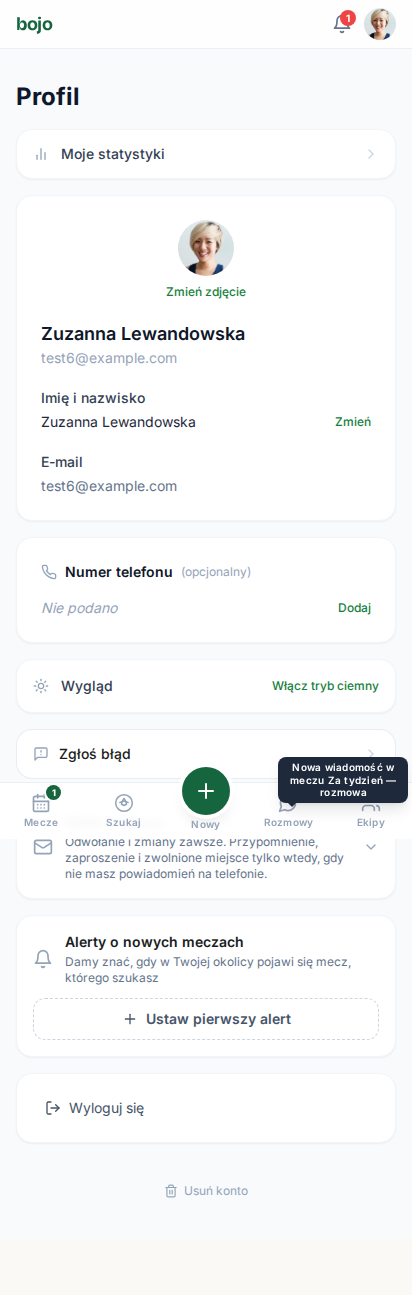 bojo
1
Profil
Moje statystyki
Zmień zdjęcie
Zuzanna Lewandowska
test6@example.com
Imię i nazwisko
Zuzanna Lewandowska
Zmień
E-mail
test6@example.com
Numer telefonu (opcjonalny)
Nie podano
Dodaj
Wygląd
Włącz tryb ciemny
Zgłoś błąd
Nowa wiadomość w
meczu Za tydzień —
rozmowa
1
Mecze
Szukaj
Nowy
Rozmowy
Ekipy
Odwołanie i zmiany zawsze. Przypomnienie,
zaproszenie i zwolnione miejsce tylko wtedy, gdy
nie masz powiadomień na telefonie.
Alerty o nowych meczach
Damy znać, gdy w Twojej okolicy pojawi się mecz,
którego szukasz
Ustaw pierwszy alert
Wyloguj się
Usuń konto